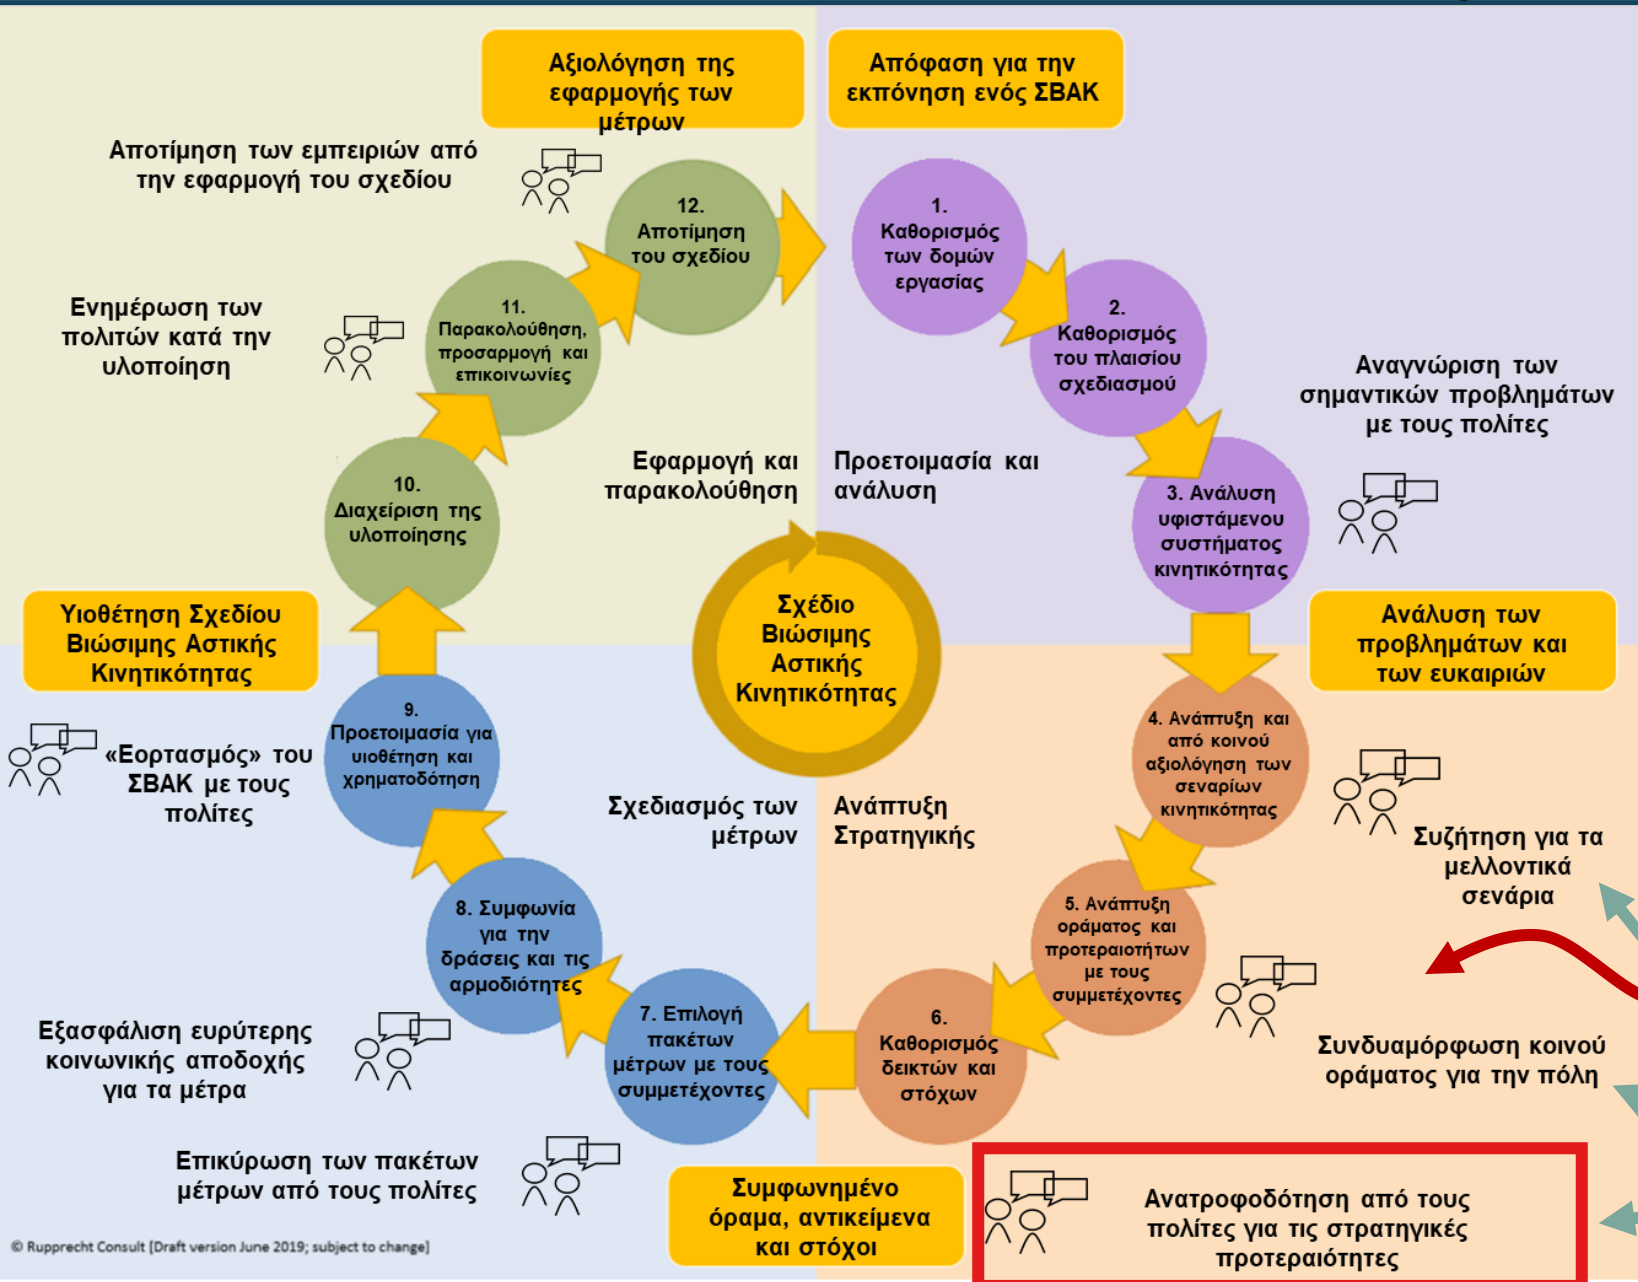 Αξιολόγηση της
εφαρμογής των
μέτρων
Απόφαση για την
εκπόνηση ενός ΣΒΑΚ
Αποτίμηση των εμπειριών από
την εφαρμογή του σχεδίου
12.
Αποτίμηση
του σχεδίου
1.
Καθορισμός
των δομών
εργασίας
Ενημέρωση των
πολιτών κατά την
υλοποίηση
11.
Παρακολούθηση,
προσαρμογή και
επικοινωνίες
2.
Καθορισμός
του πλαισίου
σχεδιασμού
Αναγνώριση των
σημαντικών προβλημάτων
με τους πολίτες
Εφαρμογή και
παρακολούθηση
Προετοιμασία και
ανάλυση
10.
Διαχείριση της
υλοποίησης
3. Ανάλυση
υφιστάμενου
συστήματος
κινητικότητας
Υιοθέτηση Σχεδίου
Βιώσιμης Αστικής
Κινητικότητας
Σχέδιο
Βιώσιμης
Αστικής
Κινητικότητας
Ανάλυση των
προβλημάτων και
των ευκαιριών
9.
Προετοιμασία για
υιοθέτηση και
χρηματοδότηση
4. Ανάπτυξη και
από κοινού
αξιολόγηση των
σεναρίων
κινητικότητας
«Εορτασμός» του
ΣΒΑΚ με τους
πολίτες
Σχεδιασμός των
μέτρων
Ανάπτυξη
Στρατηγικής
Συζήτηση για τα
μελλοντικά
σενάρια
8. Συμφωνία
για την
δράσεις και τις
αρμοδιότητες
5. Ανάπτυξη
οράματος και
προτεραιοτήτων
με τους
συμμετέχοντες
Εξασφάλιση ευρύτερης
κοινωνικής αποδοχής
για τα μέτρα
7. Επιλογή
πακέτων
μέτρων με τους
συμμετέχοντες
6.
Καθορισμός
δεικτών και
στόχων
Συνδυαμόρφωση κοινού
οράματος για την πόλη
Επικύρωση των πακέτων
μέτρων από τους πολίτες
Συμφωνημένο
όραμα, αντικείμενα
και στόχοι
Ανατροφοδότηση από τους
πολίτες για τις στρατηγικές
προτεραιότητες
© Rupprecht Consult [Draft version June 2019; subject to change]